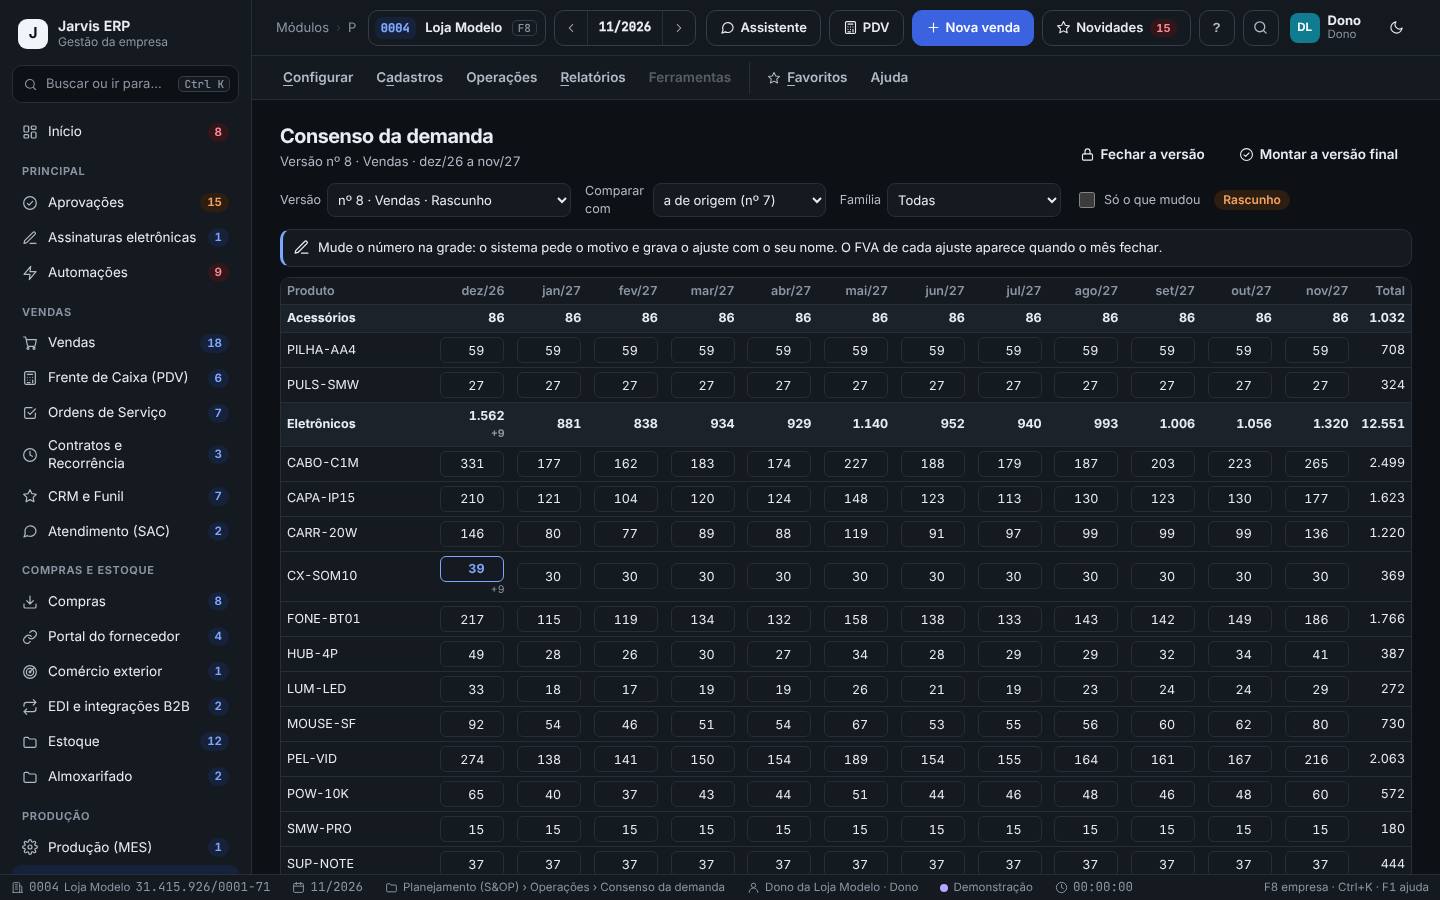 J Jarvis ERP
Gestão da empresa
Buscar ou ir para... Ctrl K
Início 8
PRINCIPAL
Aprovações 15
Assinaturas eletrônicas 1
Automações 9
VENDAS
Vendas 18
Frente de Caixa (PDV) 6
Ordens de Serviço 7
Contratos e
Recorrência 3
CRM e Funil 7
Atendimento (SAC) 2
COMPRAS E ESTOQUE
Compras 8
Portal do fornecedor 4
Comércio exterior 1
EDI e integrações B2B 2
Estoque 12
Almoxarifado 2
PRODUÇÃO
Produção (MES) 1
Módulos › P 0004 Loja Modelo F8 ‹ 11/2026 › Assistente PDV + Nova venda Novidades 15 ? DL Dono
Dono
Configurar Cadastros Operações Relatórios Ferramentas Favoritos Ajuda
Consenso da demanda
Versão nº 8 · Vendas · dez/26 a nov/27
Fechar a versão Montar a versão final
Versão nº 8 · Vendas · Rascunho Comparar com a de origem (nº 7) Família Todas Só o que mudou Rascunho
Mude o número na grade: o sistema pede o motivo e grava o ajuste com o seu nome. O FVA de cada ajuste aparece quando o mês fechar.
Produto dez/26 jan/27 fev/27 mar/27 abr/27 mai/27 jun/27 jul/27 ago/27 set/27 out/27 nov/27 Total
Acessórios 86 86 86 86 86 86 86 86 86 86 86 86 1.032
PILHA-AA4 59 59 59 59 59 59 59 59 59 59 59 59 708
PULS-SMW 27 27 27 27 27 27 27 27 27 27 27 27 324
Eletrônicos 1.562 881 838 934 929 1.140 952 940 993 1.006 1.056 1.320 12.551
+9
CABO-C1M 331 177 162 183 174 227 188 179 187 203 223 265 2.499
CAPA-IP15 210 121 104 120 124 148 123 113 130 123 130 177 1.623
CARR-20W 146 80 77 89 88 119 91 97 99 99 99 136 1.220
CX-SOM10 39 30 30 30 30 30 30 30 30 30 30 30 369
+9
FONE-BT01 217 115 119 134 132 158 138 133 143 142 149 186 1.766
HUB-4P 49 28 26 30 27 34 28 29 29 32 34 41 387
LUM-LED 33 18 17 19 19 26 21 19 23 24 24 29 272
MOUSE-SF 92 54 46 51 54 67 53 55 56 60 62 80 730
PEL-VID 274 138 141 150 154 189 154 155 164 161 167 216 2.063
POW-10K 65 40 37 43 44 51 44 46 48 46 48 60 572
SMW-PRO 15 15 15 15 15 15 15 15 15 15 15 15 180
SUP-NOTE 37 37 37 37 37 37 37 37 37 37 37 37 444
0004 Loja Modelo 31.415.926/0001-71 11/2026 Planejamento (S&OP) › Operações › Consenso da demanda Dono da Loja Modelo · Dono Demonstração 00:00:00 F8 empresa · Ctrl+K · F1 ajuda